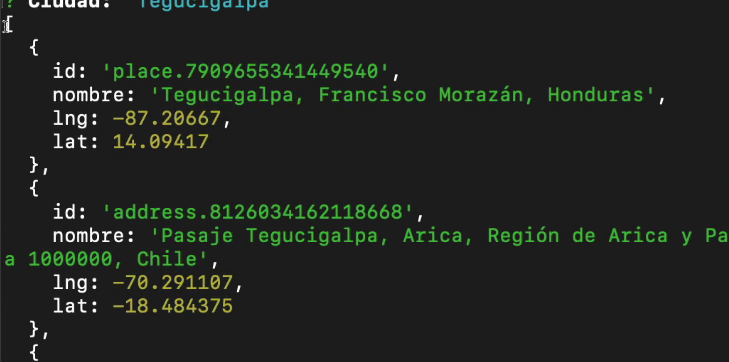 ? Ciudad: Tegucigalpa
[
{
id: 'place.7909655341449540',
nombre: 'Tegucigalpa, Francisco Morazán, Honduras',
lng: -87.20667,
lat: 14.09417
},
{
id: 'address.8126034162118668',
nombre: 'Pasaje Tegucigalpa, Arica, Región de Arica y Pa
a 1000000, Chile',
lng: -70.291107,
lat: -18.484375
},
{